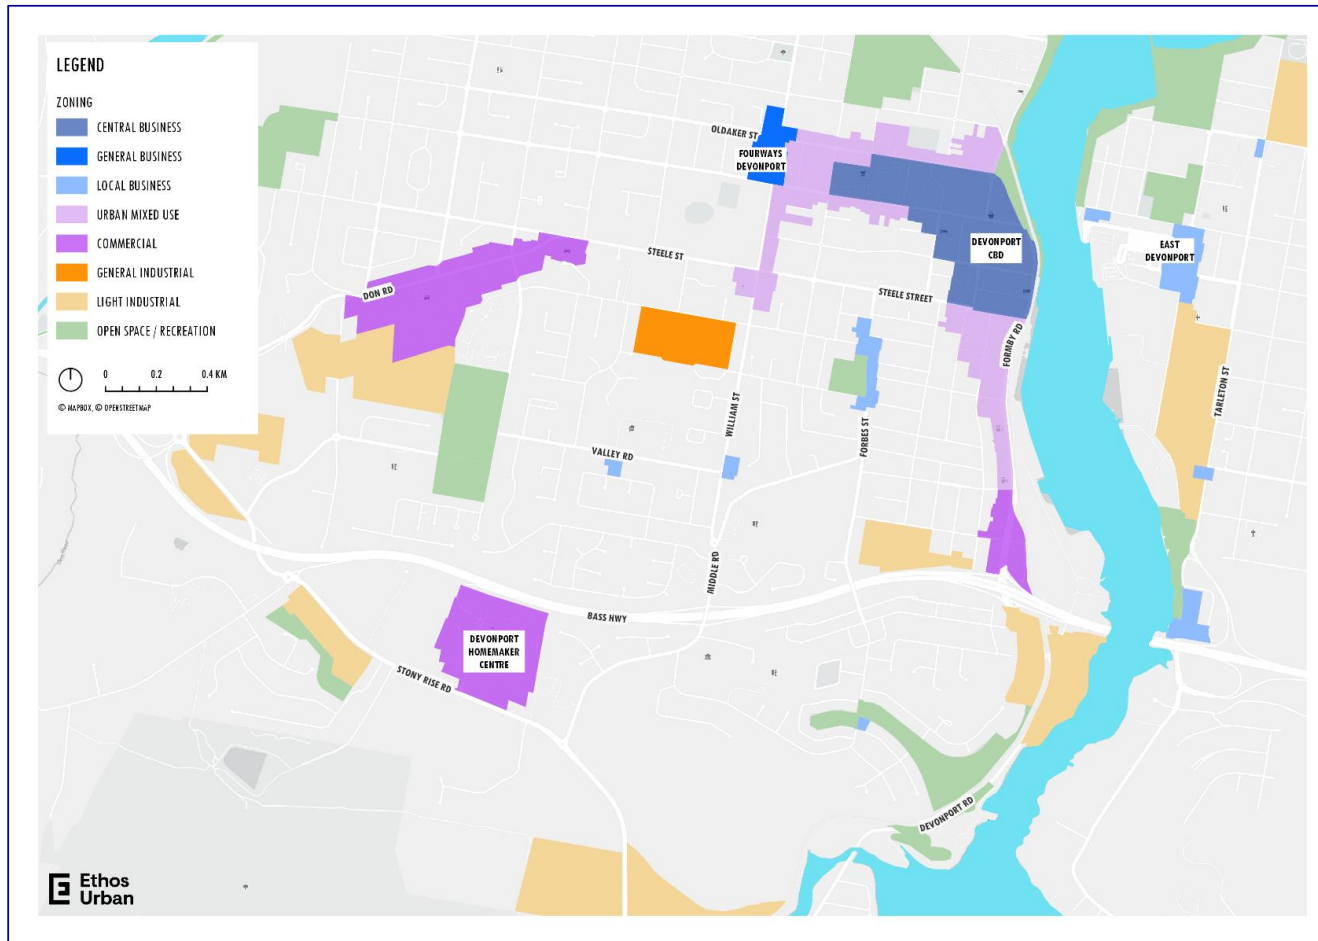 LEGEND
ZONING
CENTRAL BUSINESS
GENERAL BUSINESS
LOCAL BUSINESS
URBAN MIXED USE
COMMERCIAL
GENERAL INDUSTRIAL
LIGHT INDUSTRIAL
OPEN SPACE / RECREATION
0 0.2 0.4 KM
© MAPBOX, © OPENSTREETMAP
OLDAKER ST
FOURWAYS
DEVONPORT
STEELE ST
DON RD
STEELE STREET
DEVONPORT
CBD
EAST
DEVONPORT
FORMBY RD
TARLETON ST
WILLIAM ST
FORBES ST
VALLEY RD
MIDDLE RD
BASS HWY
DEVONPORT
HOMEMAKER
CENTRE
STONY RISE RD
DEVONPORT RD
Ethos
Urban